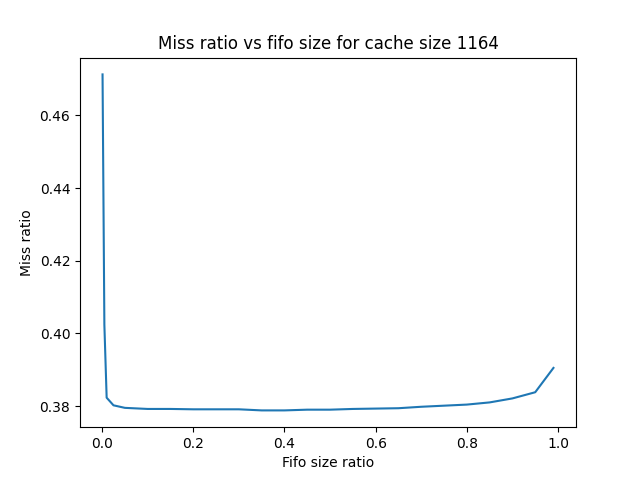 Miss ratio vs fifo size for cache size 1164
Miss ratio
0.46
0.44
0.42
0.40
0.38
0.0 0.2 0.4 0.6 0.8 1.0
Fifo size ratio